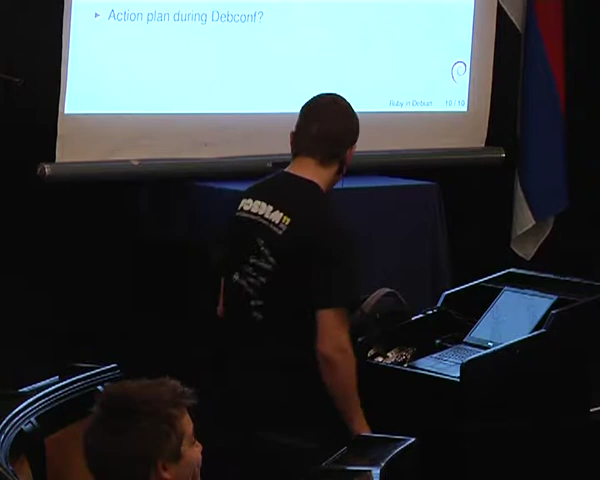 Action plan during Debconf?
Ruby in Debian 10/10
FOSDEM